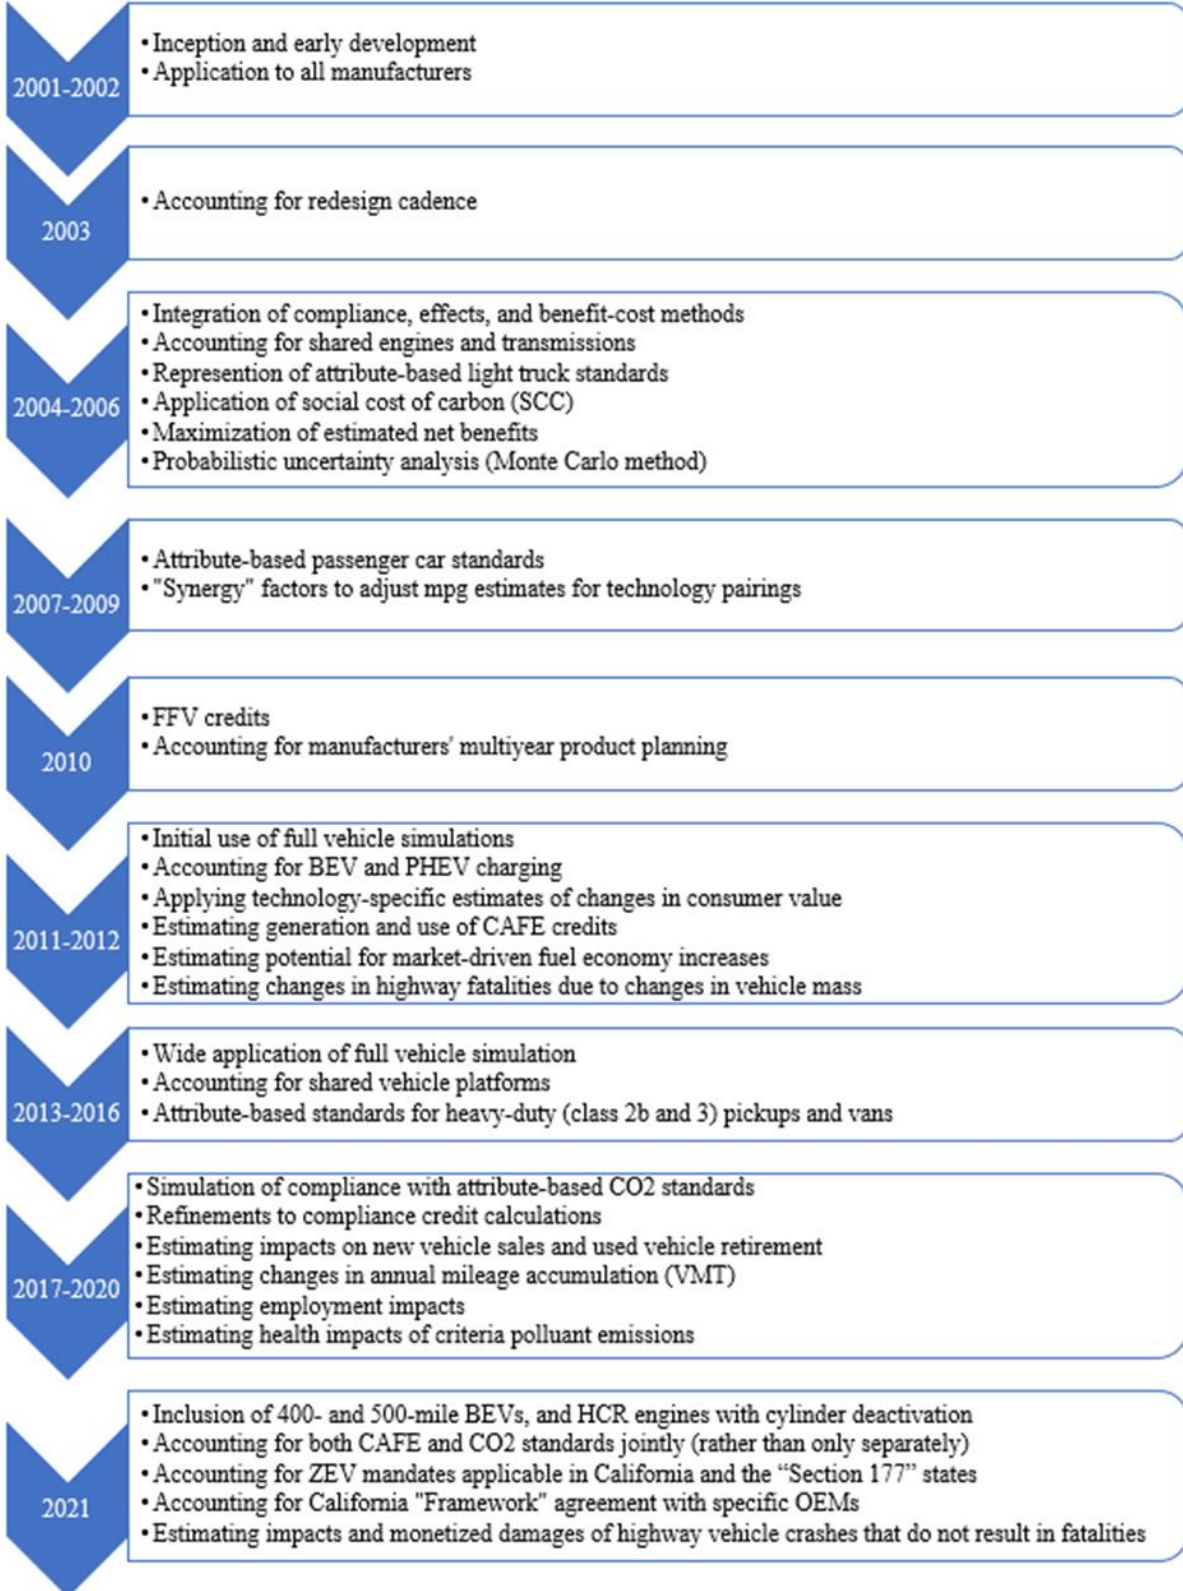 2001-2002
• Inception and early development
• Application to all manufacturers
2003
• Accounting for redesign cadence
2004-2006
• Integration of compliance, effects, and benefit-cost methods
• Accounting for shared engines and transmissions
• Represention of attribute-based light truck standards
• Application of social cost of carbon (SCC)
• Maximization of estimated net benefits
• Probabilistic uncertainty analysis (Monte Carlo method)
2007-2009
• Attribute-based passenger car standards
• "Synergy" factors to adjust mpg estimates for technology pairings
2010
• FFV credits
• Accounting for manufacturers' multiyear product planning
2011-2012
• Initial use of full vehicle simulations
• Accounting for BEV and PHEV charging
• Applying technology-specific estimates of changes in consumer value
• Estimating generation and use of CAFE credits
• Estimating potential for market-driven fuel economy increases
• Estimating changes in highway fatalities due to changes in vehicle mass
2013-2016
• Wide application of full vehicle simulation
• Accounting for shared vehicle platforms
• Attribute-based standards for heavy-duty (class 2b and 3) pickups and vans
2017-2020
• Simulation of compliance with attribute-based CO2 standards
• Refinements to compliance credit calculations
• Estimating impacts on new vehicle sales and used vehicle retirement
• Estimating changes in annual mileage accumulation (VMT)
• Estimating employment impacts
• Estimating health impacts of criteria polluant emissions
2021
• Inclusion of 400- and 500-mile BEVs, and HCR engines with cylinder deactivation
• Accounting for both CAFE and CO2 standards jointly (rather than only separately)
• Accounting for ZEV mandates applicable in California and the “Section 177” states
• Accounting for California "Framework" agreement with specific OEMs
• Estimating impacts and monetized damages of highway vehicle crashes that do not result in fatalities